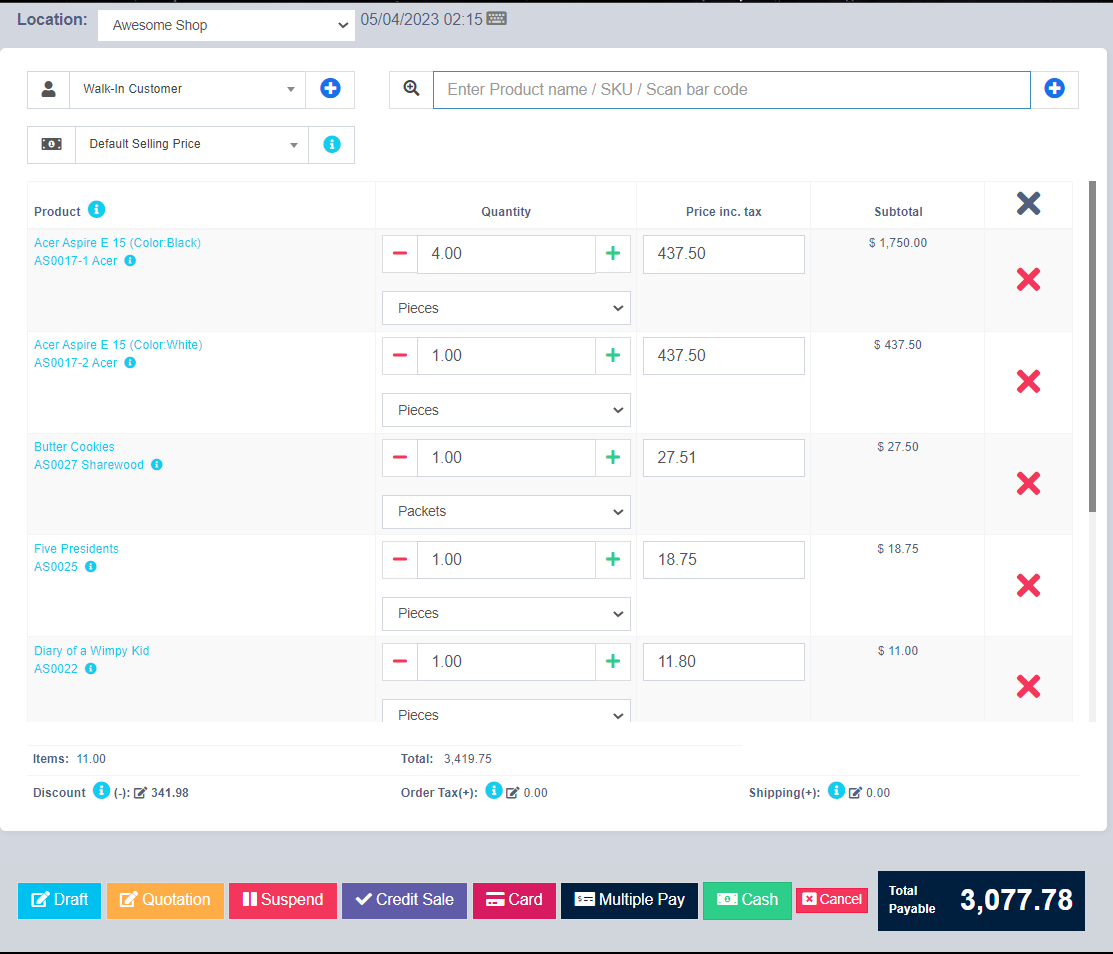 Location: Awesome Shop 05/04/2023 02:15
Walk-In Customer
Enter Product name / SKU / Scan bar code
Default Selling Price
Product Quantity Price inc. tax Subtotal
Acer Aspire E 15 (Color:Black) 4.00 437.50 $ 1,750.00
AS0017-1 Acer
Pieces
Acer Aspire E 15 (Color:White) 1.00 437.50 $ 437.50
AS0017-2 Acer
Pieces
Butter Cookies 1.00 27.51 $ 27.50
AS0027 Sharewood
Packets
Five Presidents 1.00 18.75 $ 18.75
AS0025
Pieces
Diary of a Wimpy Kid 1.00 11.80 $ 11.00
AS0022
Pieces
Items: 11.00 Total: 3,419.75
Discount (-): 341.98 Order Tax(+): 0.00 Shipping(+): 0.00
Draft Quotation Suspend Credit Sale Card Multiple Pay Cash Cancel
Total Payable 3,077.78